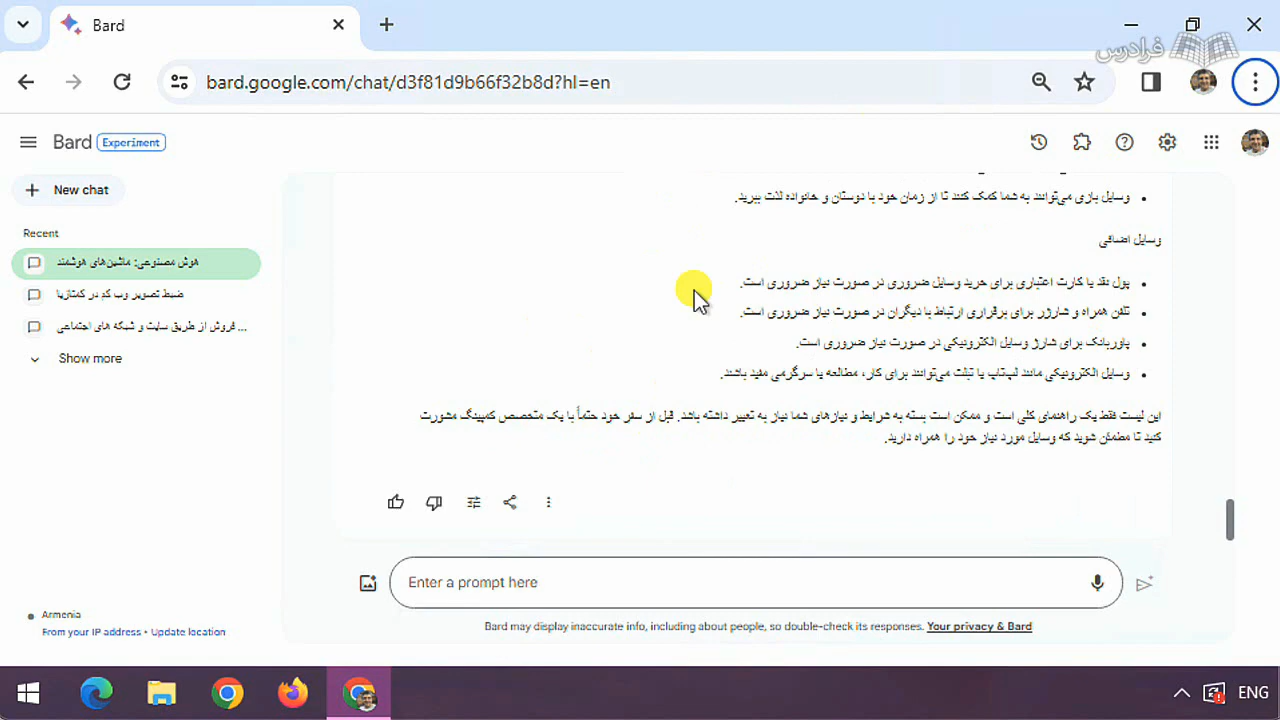 Bard
فرادرس
bard.google.com/chat/d3f81d9b66f32b8d?hl=en
Bard Experiment
New chat
Recent
هوش مصنوعی: ماشین‌های هوشمند
ضبط تصویر وب کم در کمتازیا
فروش از طریق سایت و شبکه های اجتماعی ...
Show more
وسایل بازی می‌توانند به شما کمک کنند تا از زمان خود با دوستان و خانواده لذت ببرید.
وسایل اضافی
پول نقد یا کارت اعتباری برای خرید وسایل ضروری در صورت نیاز ضروری است.
تلفن همراه و شارژر برای برقراری ارتباط با دیگران در صورت نیاز ضروری است.
پاوربانک برای شارژ وسایل الکترونیکی در صورت نیاز ضروری است.
وسایل الکترونیکی مانند لپ‌تاپ یا تبلت می‌توانند برای کار، مطالعه یا سرگرمی مفید باشند.
این لیست فقط یک راهنمای کلی است و ممکن است بسته به شرایط و نیازهای شما نیاز به تغییر داشته باشد. قبل از سفر خود حتماً با یک متخصص کمپینگ مشورت
کنید تا مطمئن شوید که وسایل مورد نیاز خود را همراه دارید.
Enter a prompt here
Bard may display inaccurate info, including about people, so double-check its responses. Your privacy & Bard
Armenia
From your IP address • Update location
ENG